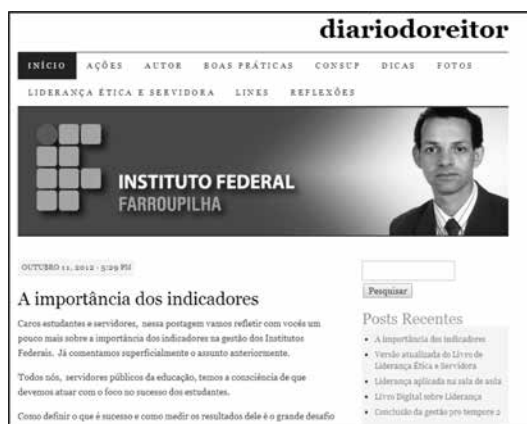 diariodoreitor
INÍCIO AÇÕES AUTOR BOAS PRÁTICAS CONSUP DICAS FOTOS
LIDERANÇA ÉTICA E SERVIDORA LINKS REFLEXÕES
INSTITUTO FEDERAL
FARROUPILHA
OUTUBRO 11, 2012 · 5:29 PM
A importância dos indicadores
Caros estudantes e servidores, nessa postagem vamos refletir com vocês um
pouco mais sobre a importância dos indicadores na gestão dos Institutos
Federais. Já comentamos superficialmente o assunto anteriormente.
Todos nós, servidores públicos da educação, temos a consciência de que
devemos atuar com o foco no sucesso dos estudantes.
Como definir o que é sucesso e como medir os resultados dele é o grande desafio
Pesquisar
Posts Recentes
A importância dos indicadores
Versão atualizada do Livro de
Liderança Ética e Servidora
Liderança aplicada na sala de aula
Livro Digital sobre Liderança
Conclusão da gestão pro tempore 2